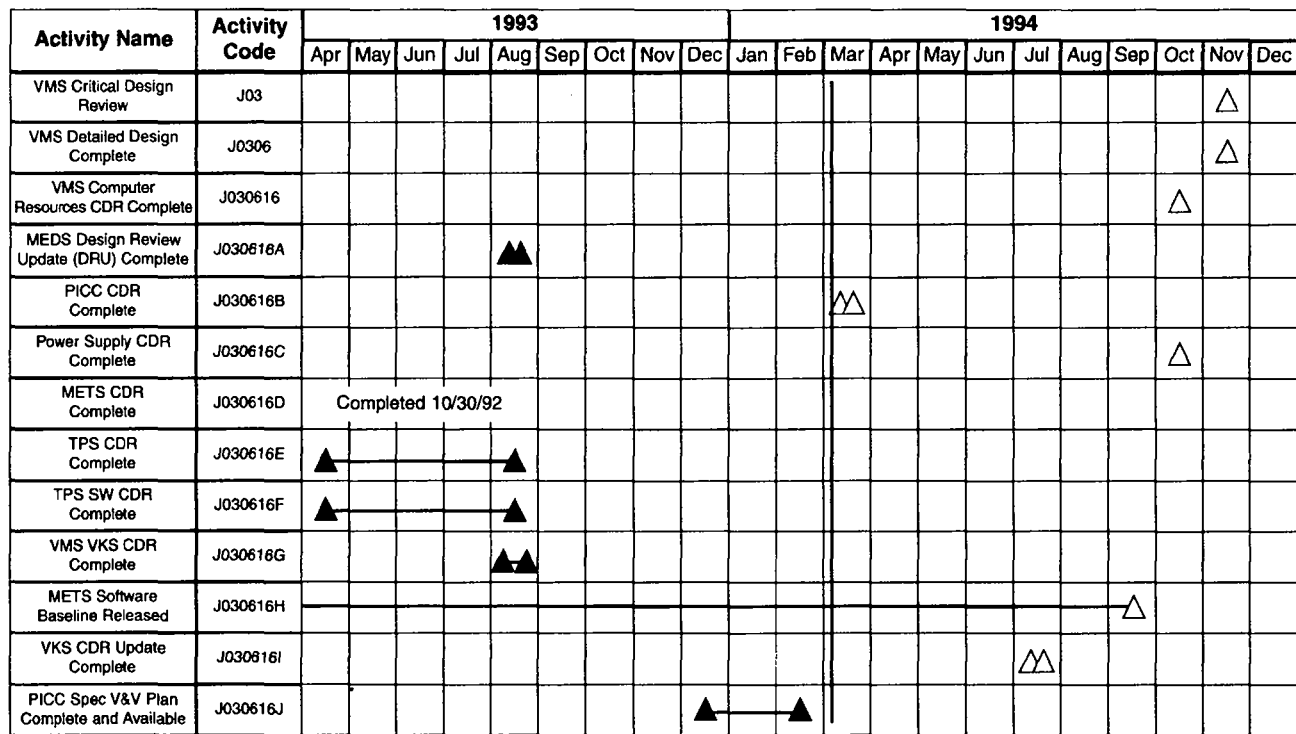 Activity Name
Activity
Code
1993
1994
Apr May Jun Jul Aug Sep Oct Nov Dec Jan Feb Mar Apr May Jun Jul Aug Sep Oct Nov Dec
VMS Critical Design
Review
J03
VMS Detailed Design
Complete
J0306
VMS Computer
Resources CDR Complete
J030616
MEDS Design Review
Update (DRU) Complete
J030616A
PICC CDR
Complete
J030616B
Power Supply CDR
Complete
J030616C
METS CDR
Complete
J030616D
Completed 10/30/92
TPS CDR
Complete
J030616E
TPS SW CDR
Complete
J030616F
VMS VKS CDR
Complete
J030616G
METS Software
Baseline Released
J030616H
VKS CDR Update
Complete
J030616I
PICC Spec V&V Plan
Complete and Available
J030616J